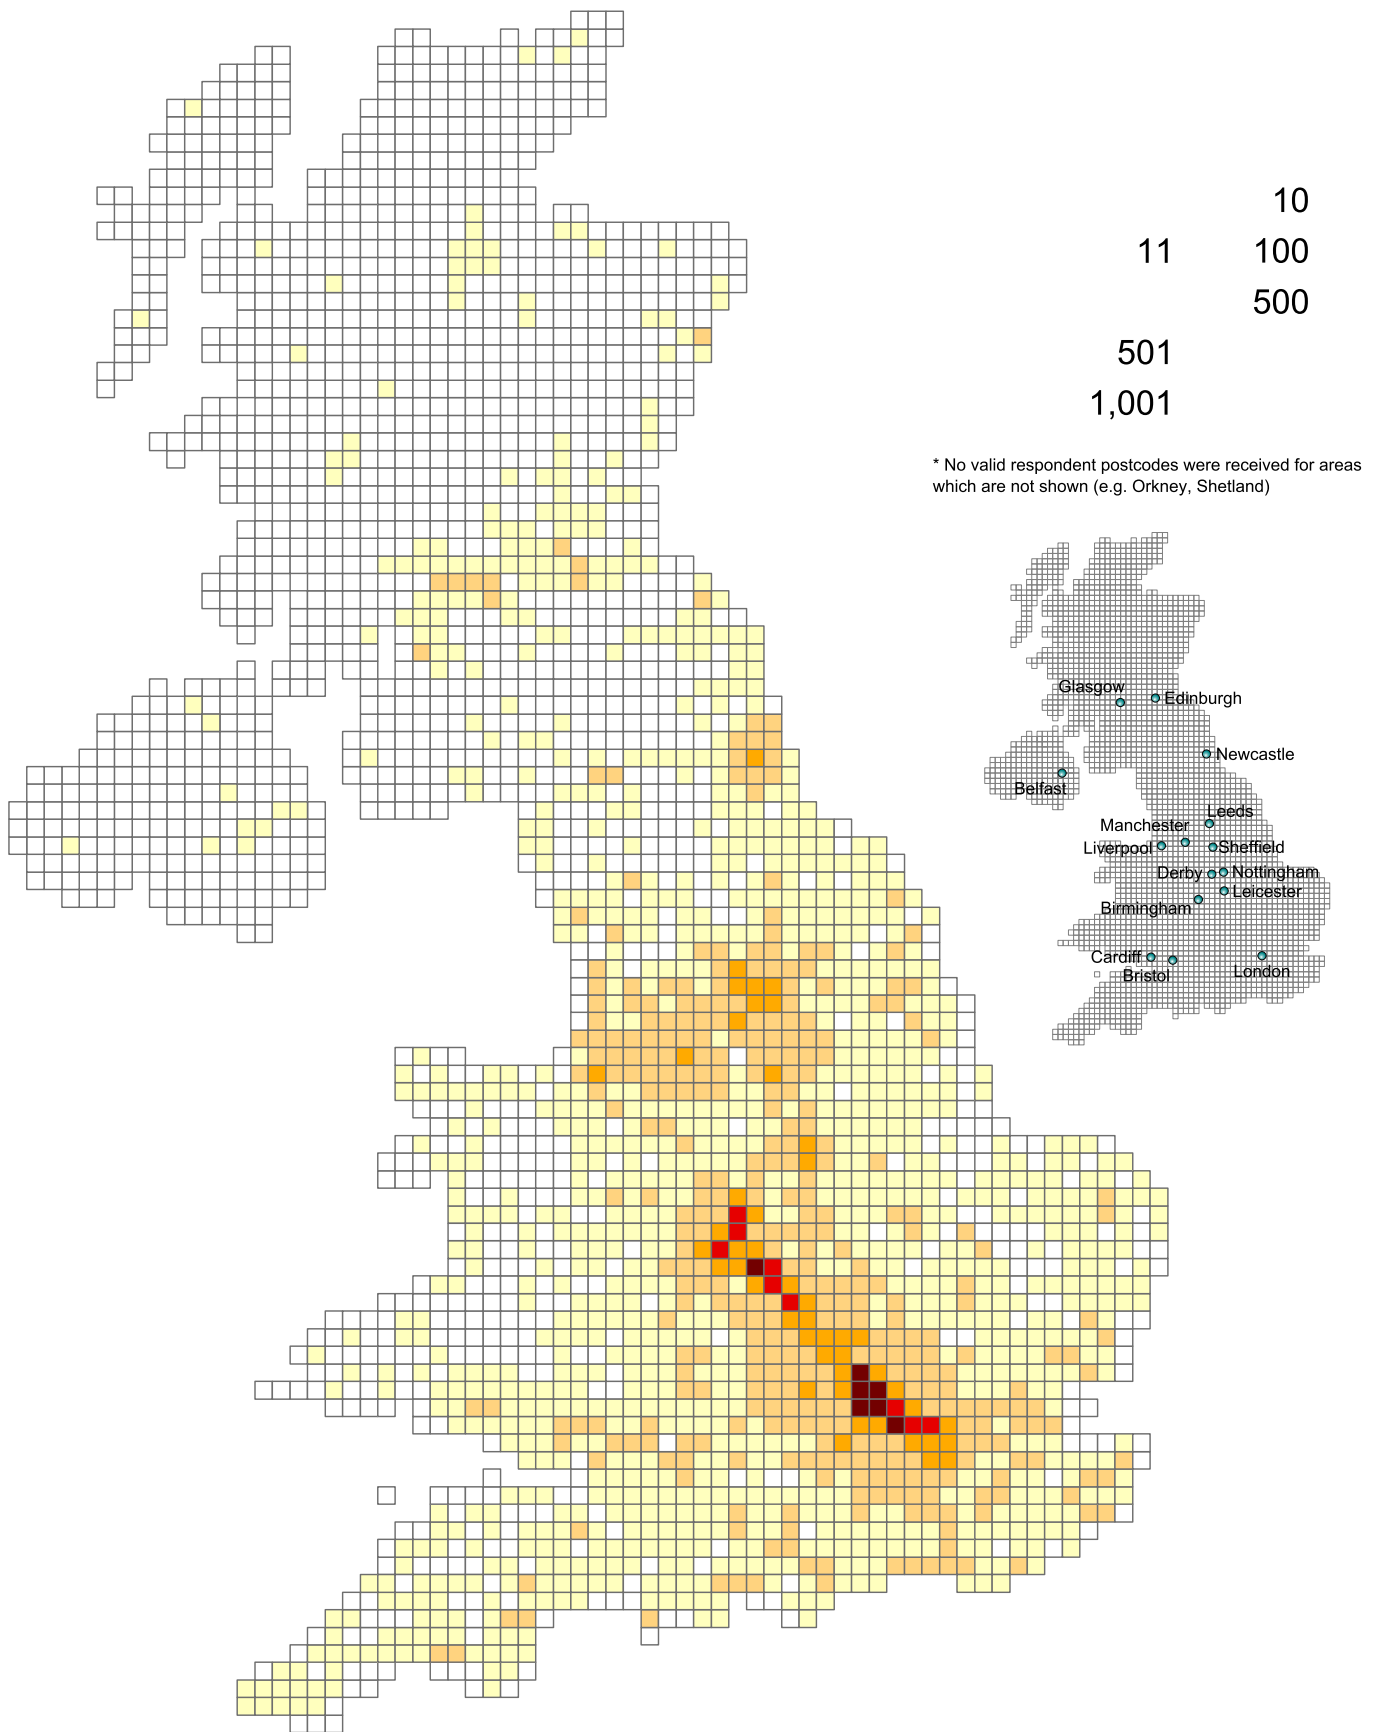 10
11 100
500
501
1,001
* No valid respondent postcodes were received for areas
which are not shown (e.g. Orkney, Shetland)
Glasgow
Edinburgh
Newcastle
Belfast
Leeds
Manchester
Liverpool
Sheffield
Derby
Nottingham
Leicester
Birmingham
Cardiff
Bristol
London